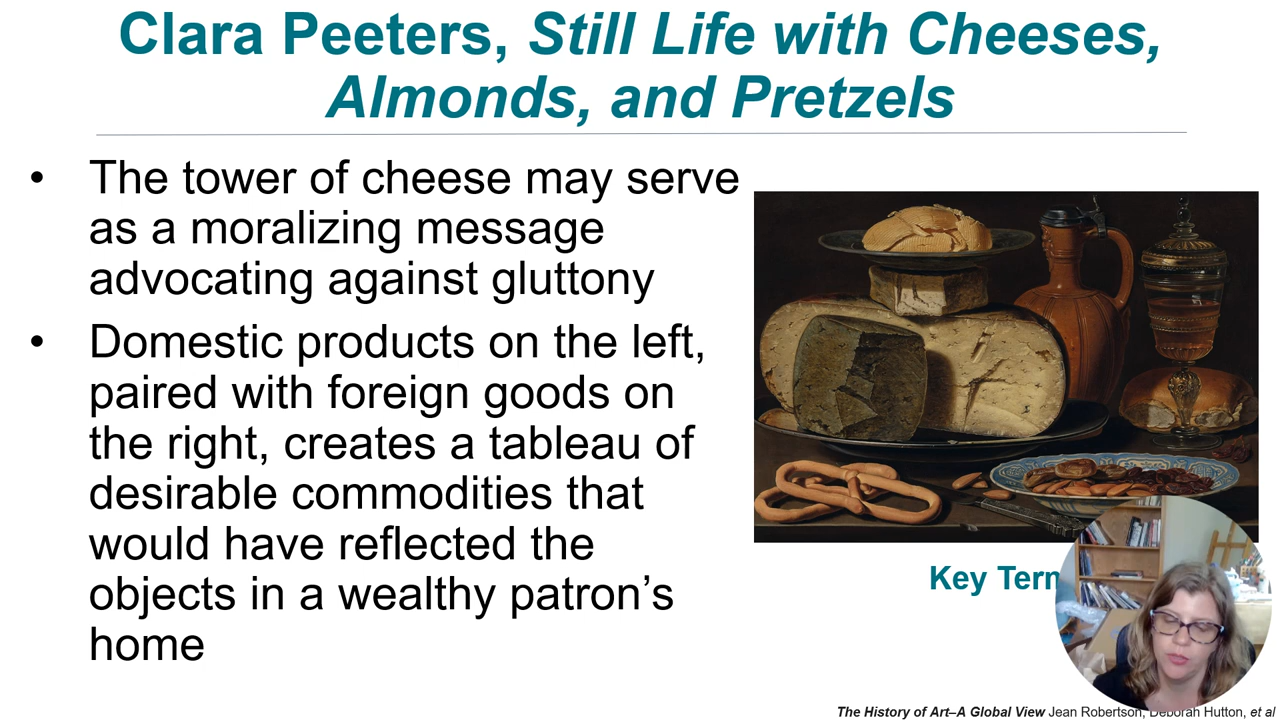 Clara Peeters, Still Life with Cheeses,
Almonds, and Pretzels
• The tower of cheese may serve
as a moralizing message
advocating against gluttony
• Domestic products on the left,
paired with foreign goods on
the right, creates a tableau of
desirable commodities that
would have reflected the
objects in a wealthy patron’s
home
Key
The History of Art–A Global View Jean Robertson, Deborah Hutton, et al